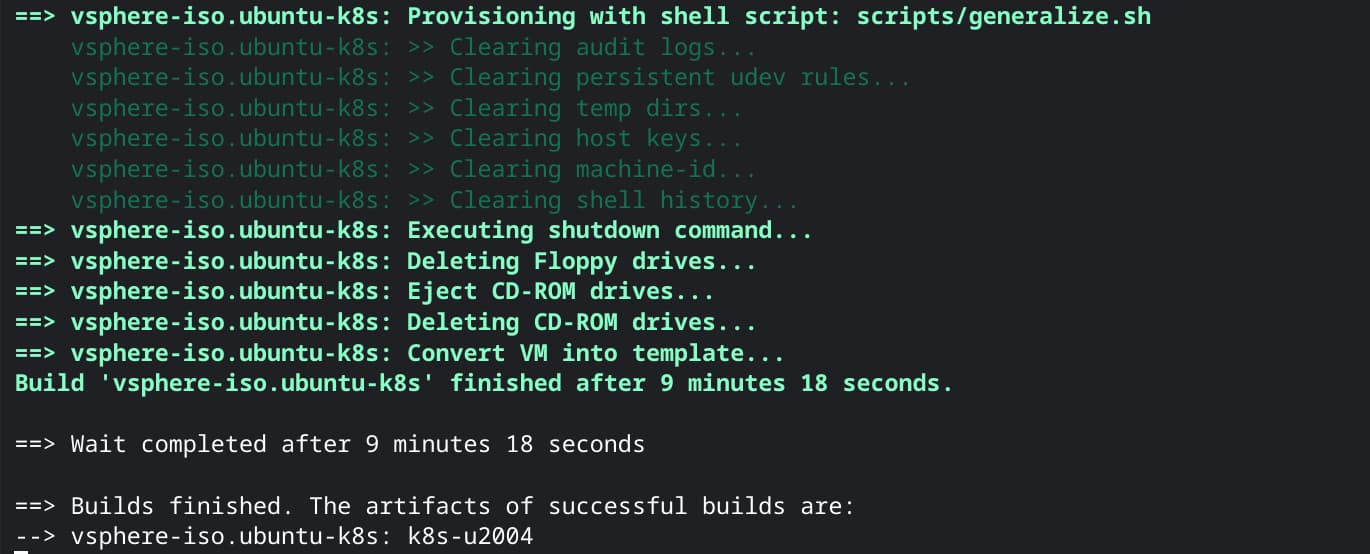 ==> vsphere-iso.ubuntu-k8s: Provisioning with shell script: scripts/generalize.sh
    vsphere-iso.ubuntu-k8s: >> Clearing audit logs...
    vsphere-iso.ubuntu-k8s: >> Clearing persistent udev rules...
    vsphere-iso.ubuntu-k8s: >> Clearing temp dirs...
    vsphere-iso.ubuntu-k8s: >> Clearing host keys...
    vsphere-iso.ubuntu-k8s: >> Clearing machine-id...
    vsphere-iso.ubuntu-k8s: >> Clearing shell history...
==> vsphere-iso.ubuntu-k8s: Executing shutdown command...
==> vsphere-iso.ubuntu-k8s: Deleting Floppy drives...
==> vsphere-iso.ubuntu-k8s: Eject CD-ROM drives...
==> vsphere-iso.ubuntu-k8s: Deleting CD-ROM drives...
==> vsphere-iso.ubuntu-k8s: Convert VM into template...
Build 'vsphere-iso.ubuntu-k8s' finished after 9 minutes 18 seconds.

==> Wait completed after 9 minutes 18 seconds

==> Builds finished. The artifacts of successful builds are:
--> vsphere-iso.ubuntu-k8s: k8s-u2004